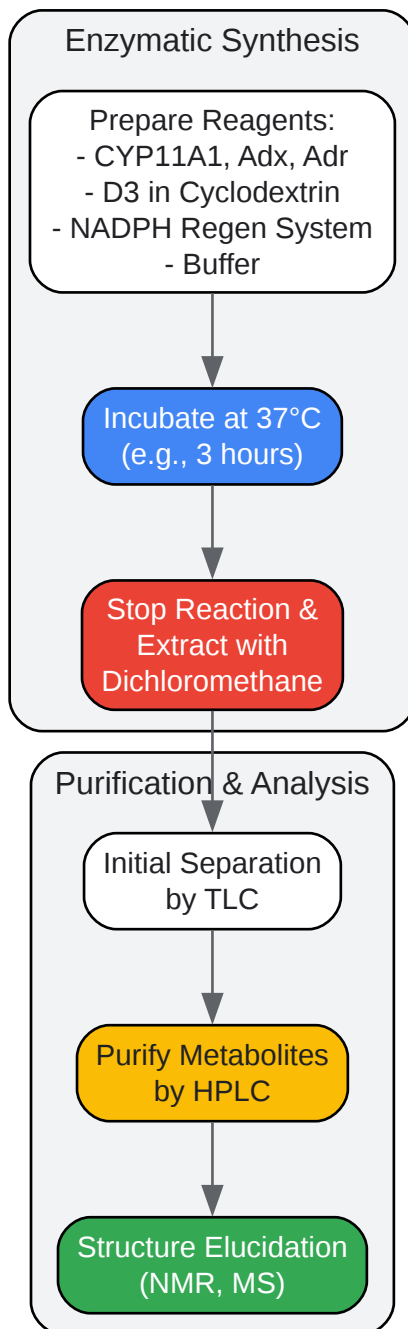 Enzymatic Synthesis
Prepare Reagents:
- CYP11A1, Adx, Adr
- D3 in Cyclodextrin
- NADPH Regen System
- Buffer
Incubate at 37°C
(e.g., 3 hours)
Stop Reaction &
Extract with
Dichloromethane
Purification & Analysis
Initial Separation
by TLC
Purify Metabolites
by HPLC
Structure Elucidation
(NMR, MS)